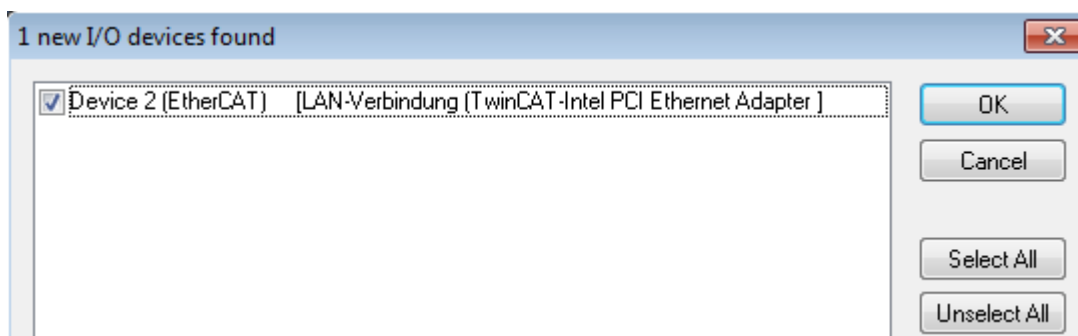 1 new I/O devices found
Device 2 (EtherCAT) [LAN-Verbindung (TwinCAT-Intel PCI Ethernet Adapter ]
OK
Cancel
Select All
Unselect All